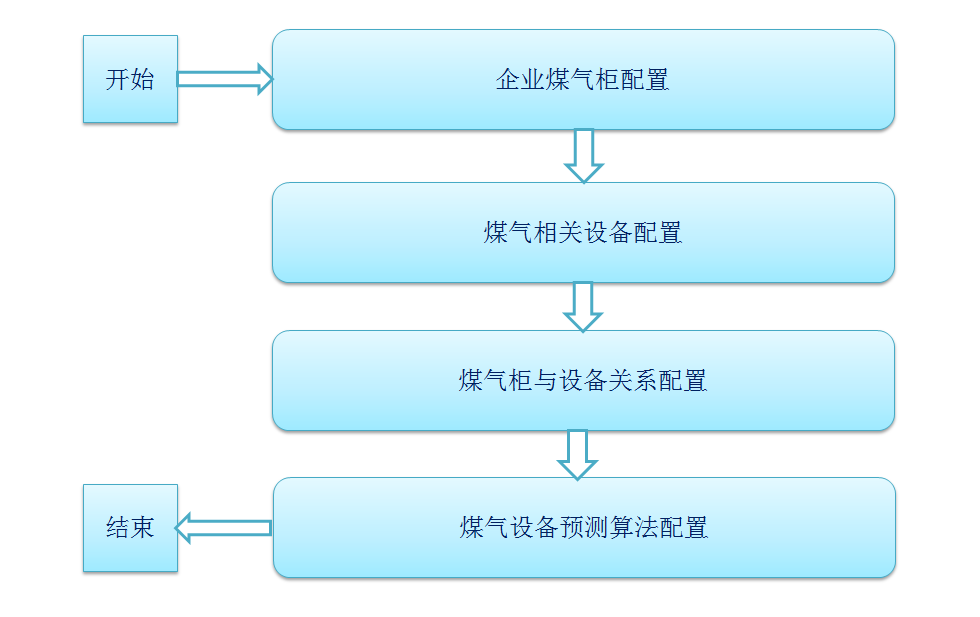 开始
企业煤气柜配置
煤气相关设备配置
煤气柜与设备关系配置
煤气设备预测算法配置
结束